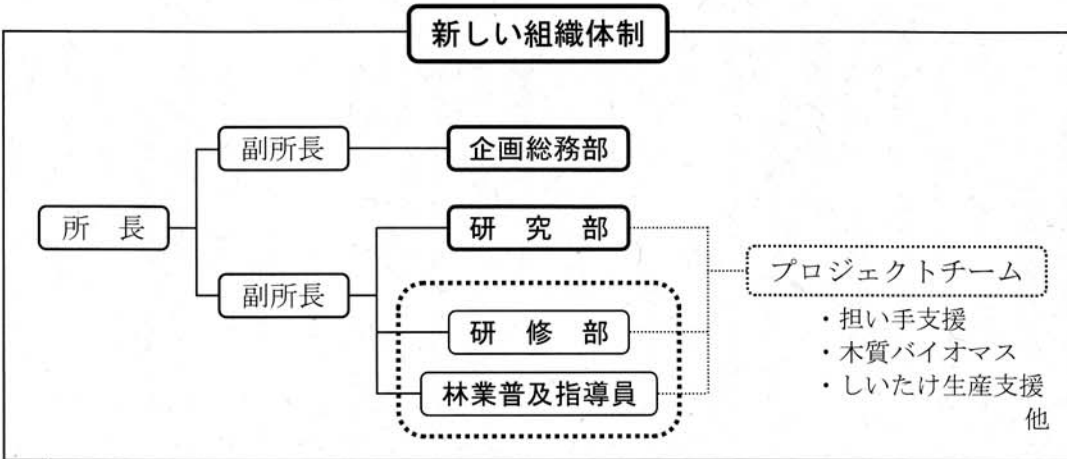 新しい組織体制
副所長
企画総務部
所 長
研 究 部
副所長
プロジェクトチーム
研 修 部
林業普及指導員
・担い手支援
・木質バイオマス
・しいたけ生産支援
他